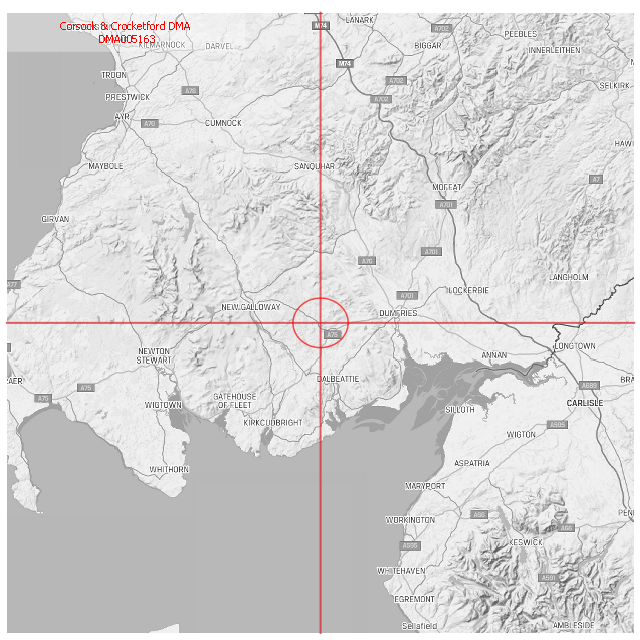 Corsock & Crocketford DMA
DMA005163
LANARK
M74
A702
PEEBLES
BIGGAR
INNERLEITHEN
KILMARNOCK
DARVEL
TROON
M74
A702
SELKIRK
PRESTWICK
A76
A702
AYR
A70
CUMNOCK
HAWI
MAYBOLE
SANQUHAR
A7
MOFFAT
A701
GIRVAN
A701
A76
LANGHOLM
A77
LOCKERBIE
A701
NEW GALLOWAY
DUMFRIES
A75
LONGTOWN
NEWTON
STEWART
ANNAN
AER
DALBEATTIE
BRA
A75
A689
A75
GATEHOUSE
OF FLEET
WIGTOWN
CARLISLE
SILLOTH
KIRKCUDBRIGHT
A595
WIGTON
WHITHORN
ASPATRIA
MARYPORT
A66
PEN
WORKINGTON
A66
A595
KESWICK
WHITEHAVEN
A591
EGREMONT
Sellafield
AMBLESIDE